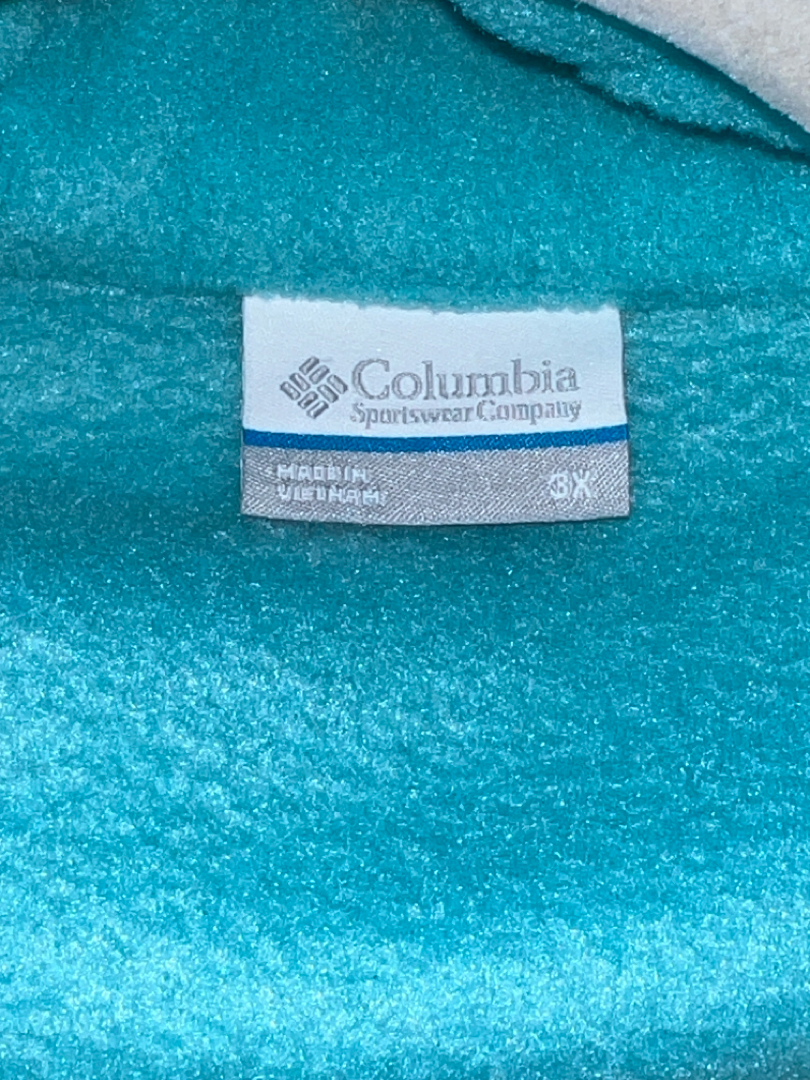 Columbia
Sportswear Company
MADE IN
VIETNAM
3X